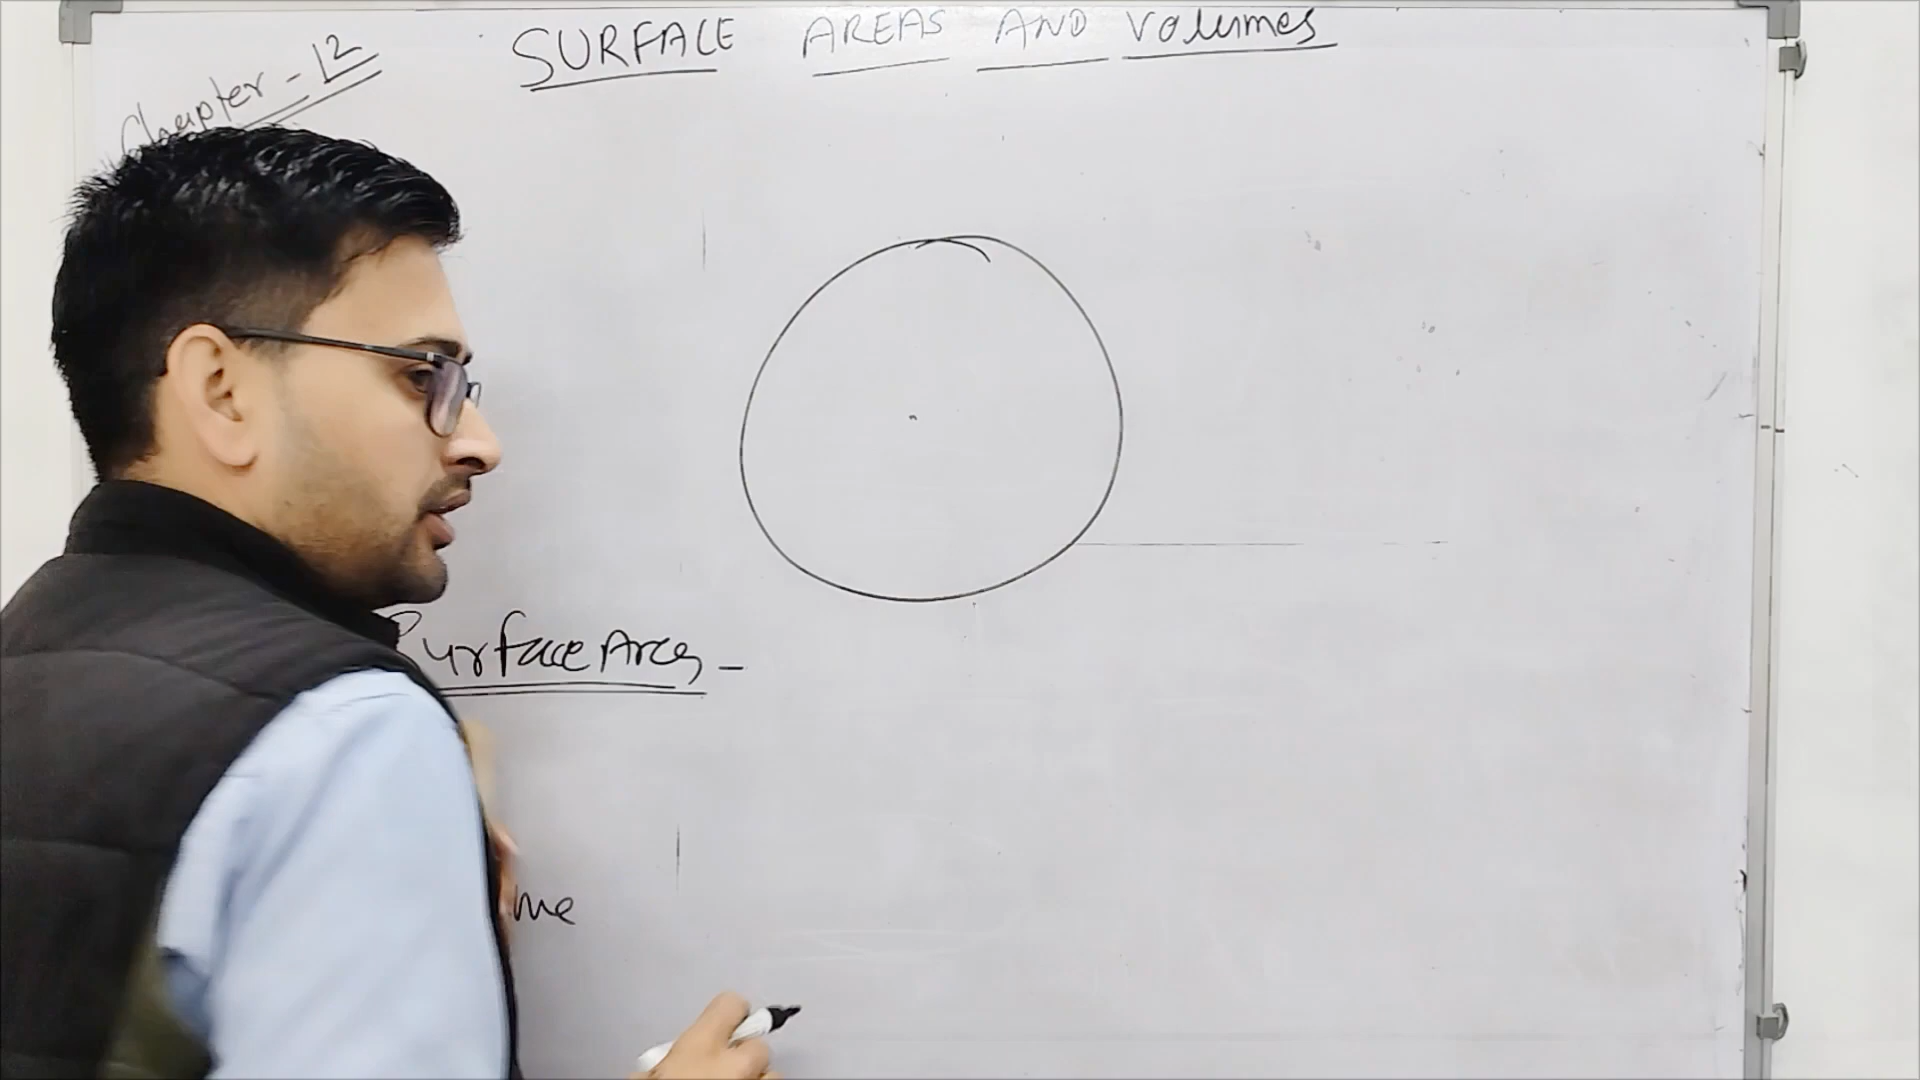 Chapter - 12
SURFACE AREAS AND Volumes
Surface Area -
me